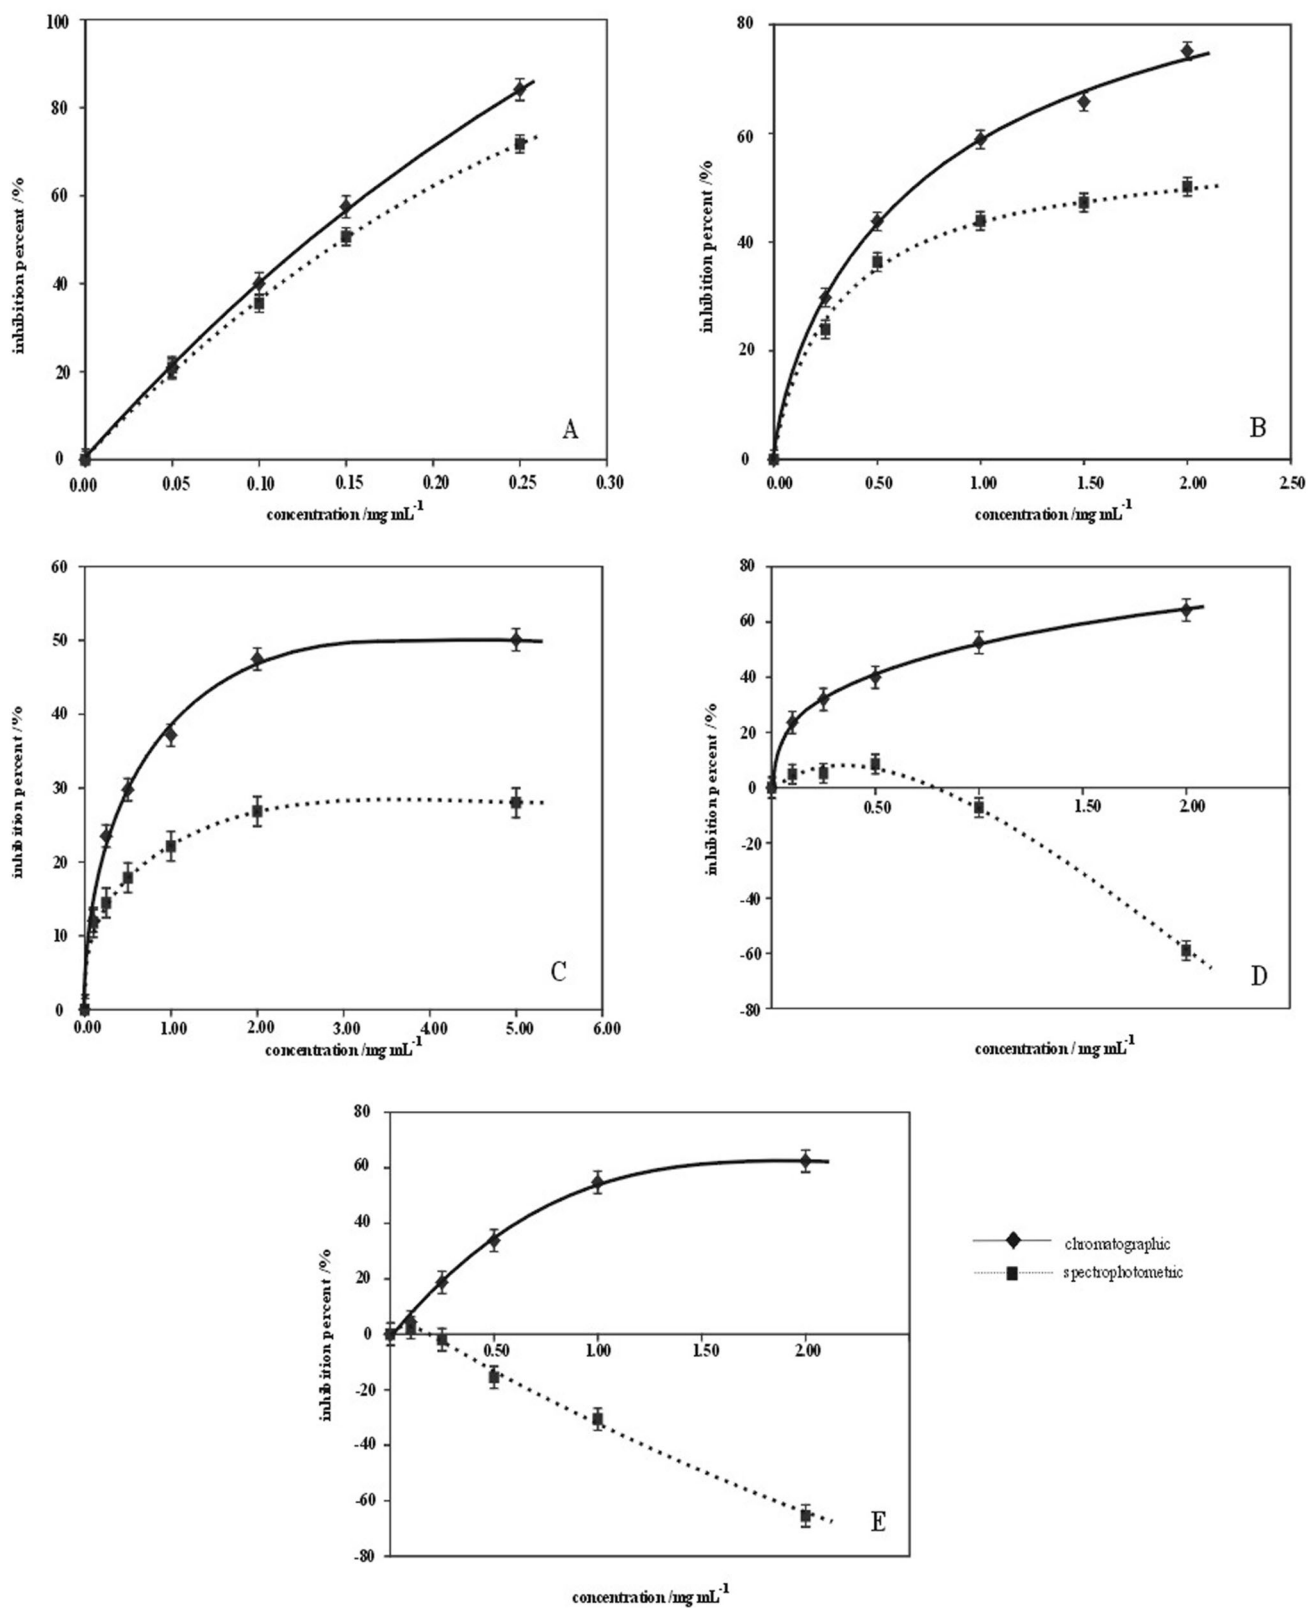 100
80
60
40
20
0
0.00 0.05 0.10 0.15 0.20 0.25 0.30
inhibition percent /%
concentration /mg mL-1
A
80
60
40
20
0
0.00 0.50 1.00 1.50 2.00 2.50
inhibition percent /%
concentration /mg mL-1
B
60
50
40
30
20
10
0
0.00 1.00 2.00 3.00 4.00 5.00 6.00
inhibition percent /%
concentration /mg mL-1
C
80
60
40
20
0
-20
-40
-60
-80
0.50 1.50 2.00
inhibition percent /%
concentration / mg mL-1
D
80
60
40
20
0
-20
-40
-60
-80
0.50 1.00 1.50 2.00
inhibition percent /%
concentration /mg mL-1
E
chromatographic
spectrophotometric